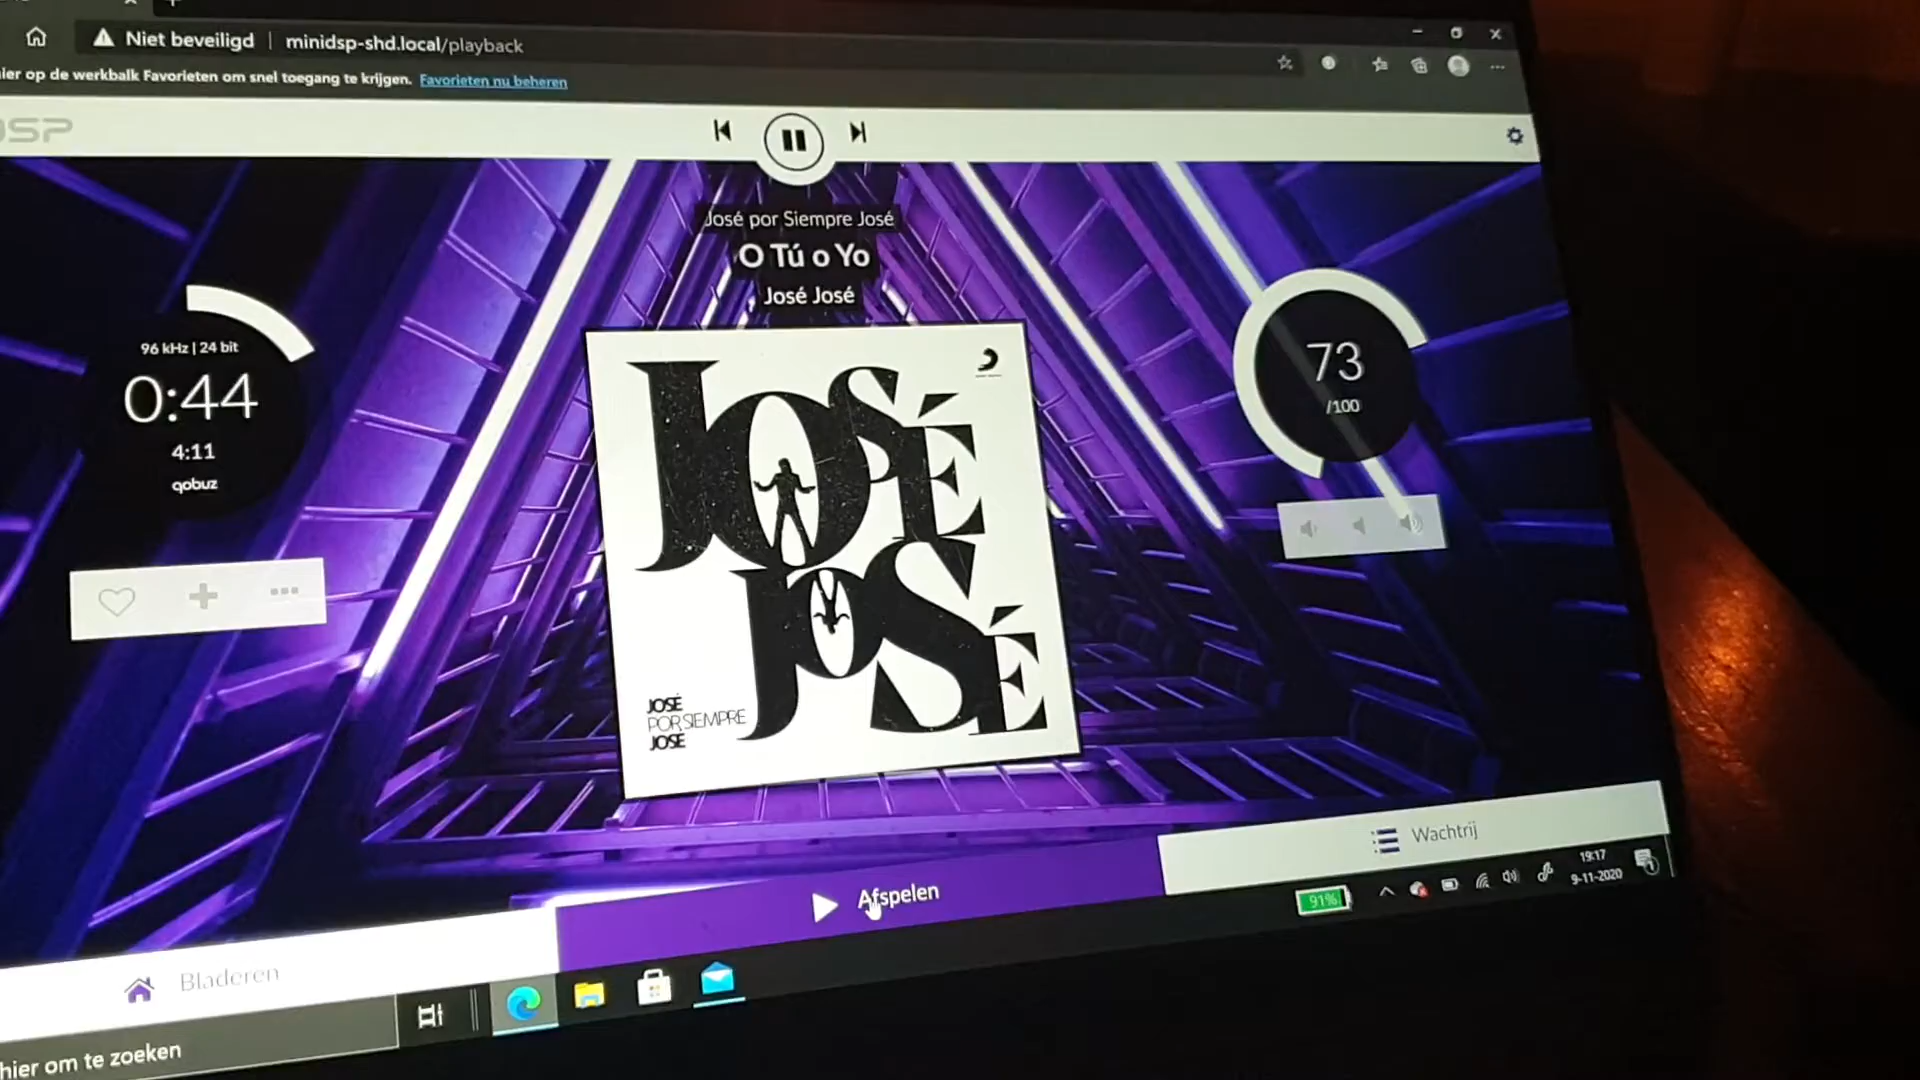 Niet beveiligd | minidsp-shd.local/playback
ier op de werkbalk Favorieten om snel toegang te krijgen. Favorieten nu beheren
DSP
José por Siempre José
O Tú o Yo
José José
96 kHz | 24 bit
0:44
4:11
qobuz
73
/100
JOSÉ
JOSÉ
JOSÉ
POR SIEMPRE
JOSÉ
Wachtrij
Afspelen
Bladeren
91%
19:17
9-11-2020
1
hier om te zoeken